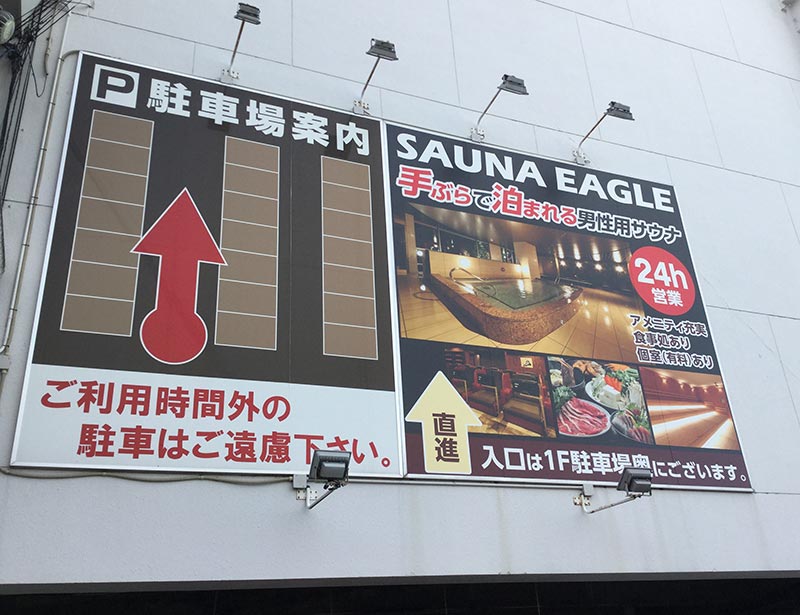 P 駐車場案内
ご利用時間外の
駐車はご遠慮下さい。
SAUNA EAGLE
手ぶらで泊まれる男性用サウナ
24h
営業
アメニティ充実
食事処あり
個室(有料)あり
直進
入口は1F駐車場奥にございます。